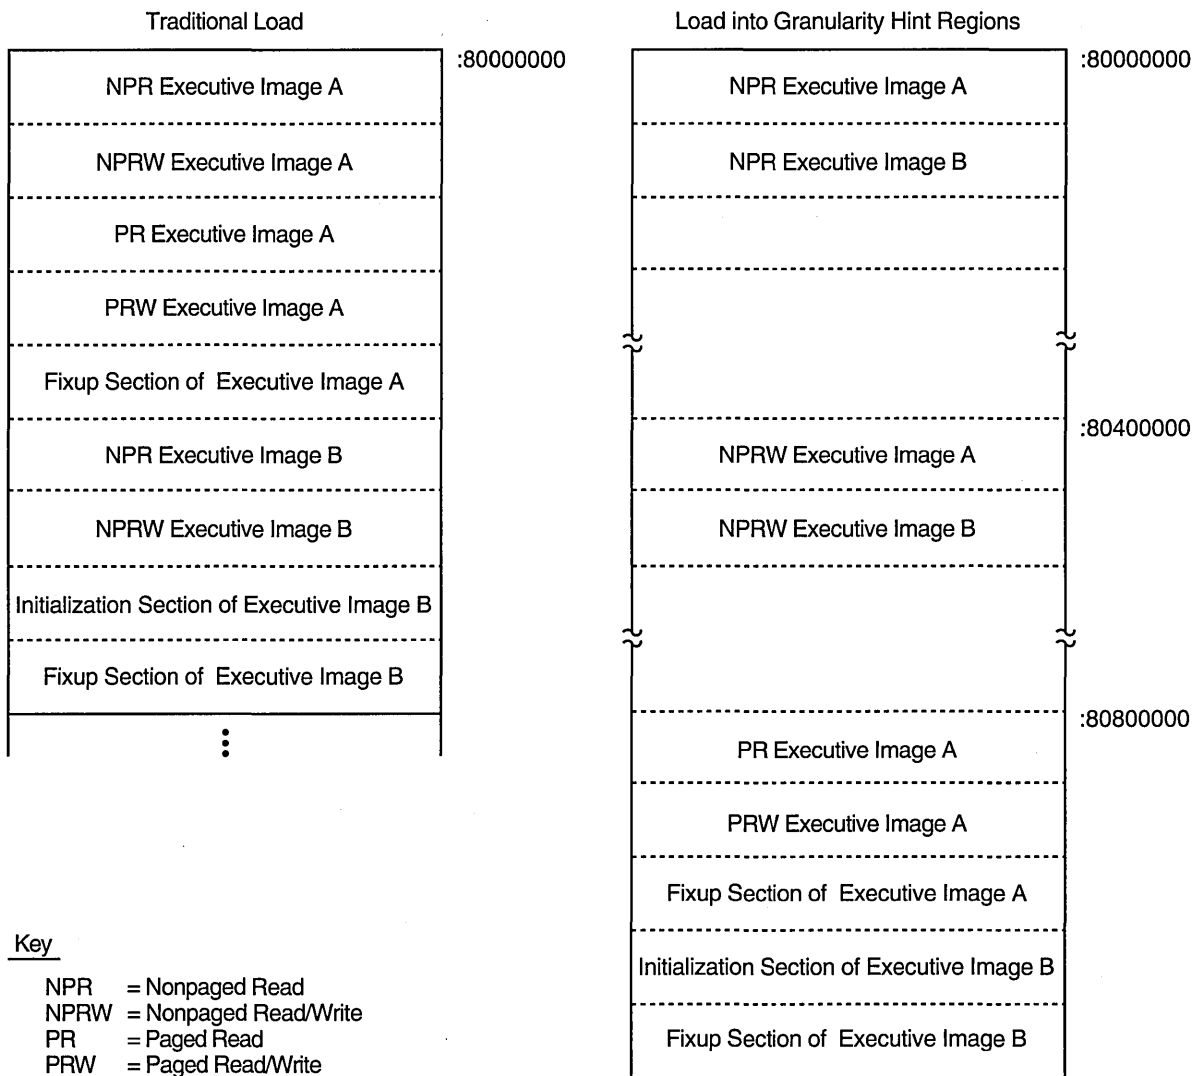 Traditional Load
:80000000
NPR Executive Image A
NPRW Executive Image A
PR Executive Image A
PRW Executive Image A
Fixup Section of Executive Image A
NPR Executive Image B
NPRW Executive Image B
Initialization Section of Executive Image B
Fixup Section of Executive Image B
Key
NPR = Nonpaged Read
NPRW = Nonpaged Read/Write
PR = Paged Read
PRW = Paged Read/Write
Load into Granularity Hint Regions
:80000000
NPR Executive Image A
NPR Executive Image B
:80400000
NPRW Executive Image A
NPRW Executive Image B
:80800000
PR Executive Image A
PRW Executive Image A
Fixup Section of Executive Image A
Initialization Section of Executive Image B
Fixup Section of Executive Image B